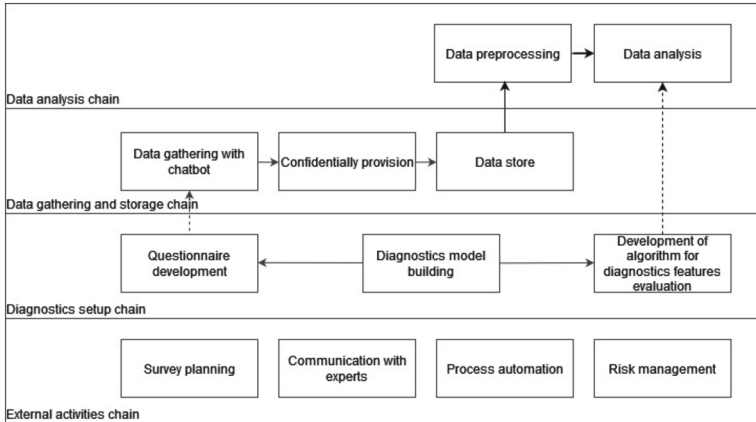 Data preprocessing
Data analysis
Data analysis chain
Data gathering with
chatbot
Confidentially provision
Data store
Data gathering and storage chain
Questionnaire
development
Diagnostics model
building
Development of
algorithm for
diagnostics features
evaluation
Diagnostics setup chain
Survey planning
Communication with
experts
Process automation
Risk management
External activities chain